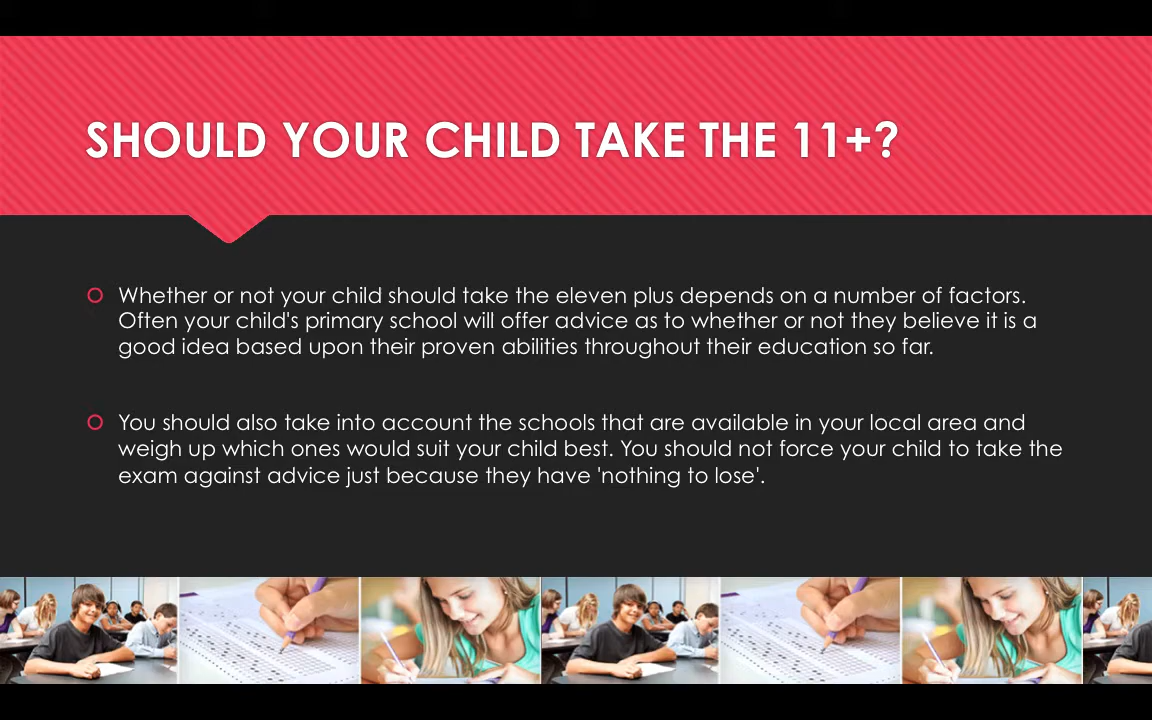 SHOULD YOUR CHILD TAKE THE 11+?
Whether or not your child should take the eleven plus depends on a number of factors.
Often your child's primary school will offer advice as to whether or not they believe it is a
good idea based upon their proven abilities throughout their education so far.
You should also take into account the schools that are available in your local area and
weigh up which ones would suit your child best. You should not force your child to take the
exam against advice just because they have 'nothing to lose'.